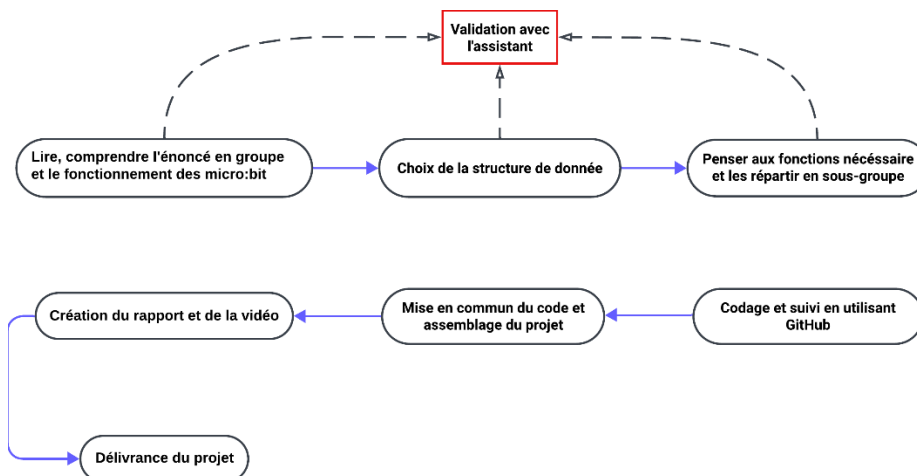 Validation avec
l'assistant
Lire, comprendre l'énoncé en groupe
et le fonctionnement des micro:bit
Choix de la structure de donnée
Penser aux fonctions nécéssaire
et les répartir en sous-groupe
Création du rapport et de la vidéo
Mise en commun du code et
assemblage du projet
Codage et suivi en utilisant
GitHub
Délivrance du projet